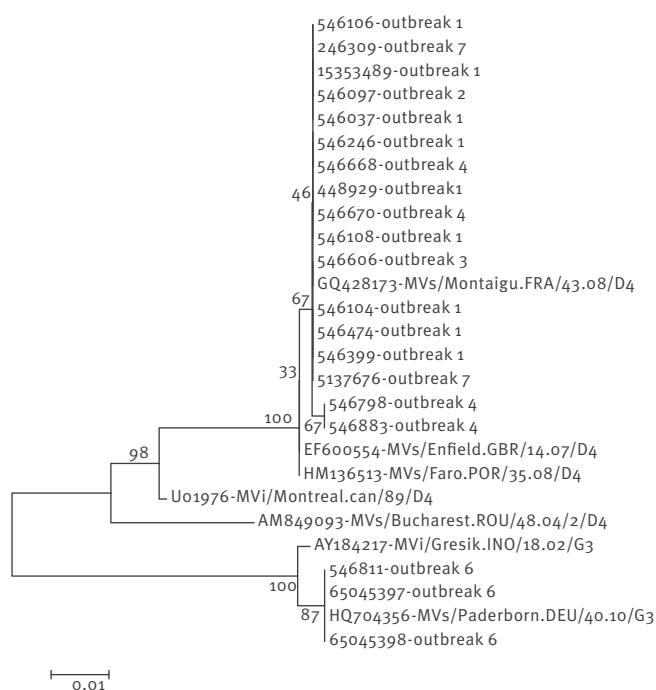 546106-outbreak 1
246309-outbreak 7
15353489-outbreak 1
546097-outbreak 2
546037-outbreak 1
546246-outbreak 1
546668-outbreak 4
46
448929-outbreak1
546670-outbreak 4
546108-outbreak 1
546606-outbreak 3
GQ428173-MVs/Montaigu.FRA/43.08/D4
67
546104-outbreak 1
546474-outbreak 1
546399-outbreak 1
33
5137676-outbreak 7
546798-outbreak 4
100
67
546883-outbreak 4
EF600554-MVs/Enfield.GBR/14.07/D4
98
HM136513-MVs/Faro.POR/35.08/D4
U01976-MVi/Montreal.can/89/D4
AM849093-MVs/Bucharest.ROU/48.04/2/D4
AY184217-MVi/Gresik.INO/18.02/G3
546811-outbreak 6
100
65045397-outbreak 6
87
HQ704356-MVs/Paderborn.DEU/40.10/G3
65045398-outbreak 6
0.01